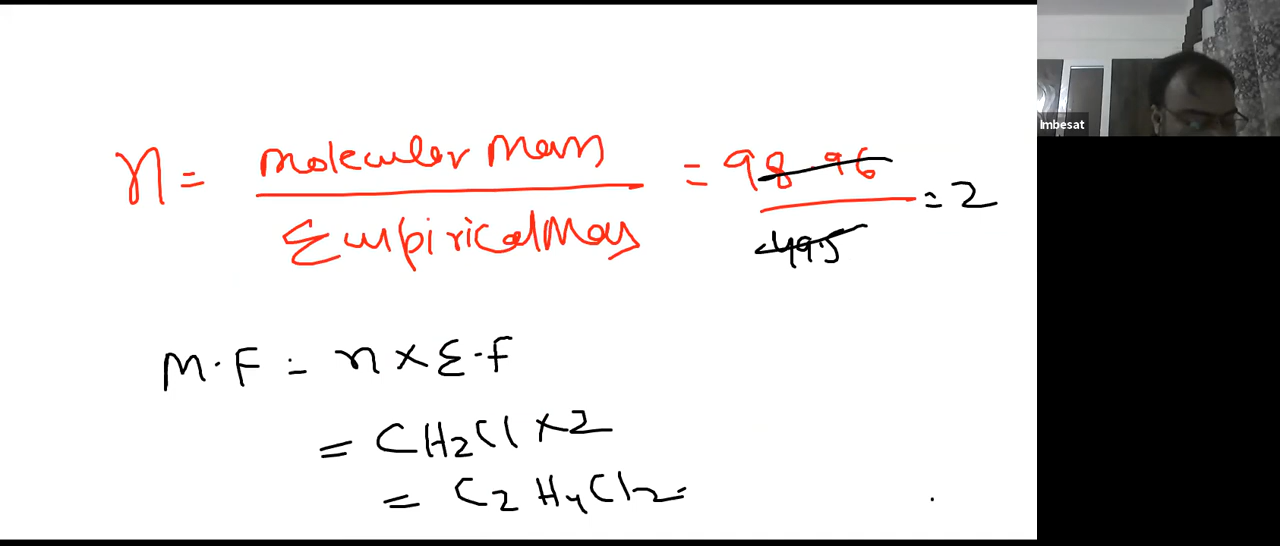 n = molecular mass / Empirical Mass = 98.96 / 49.5 = 2
M.F = n × E.F
= CH2Cl × 2
= C2H4Cl2
Imbesat